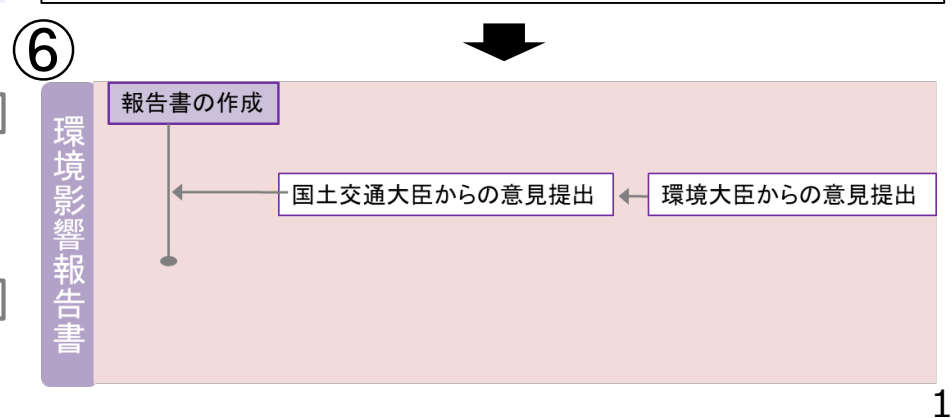 ⑥
環境影響報告書
報告書の作成
国土交通大臣からの意見提出
環境大臣からの意見提出
1